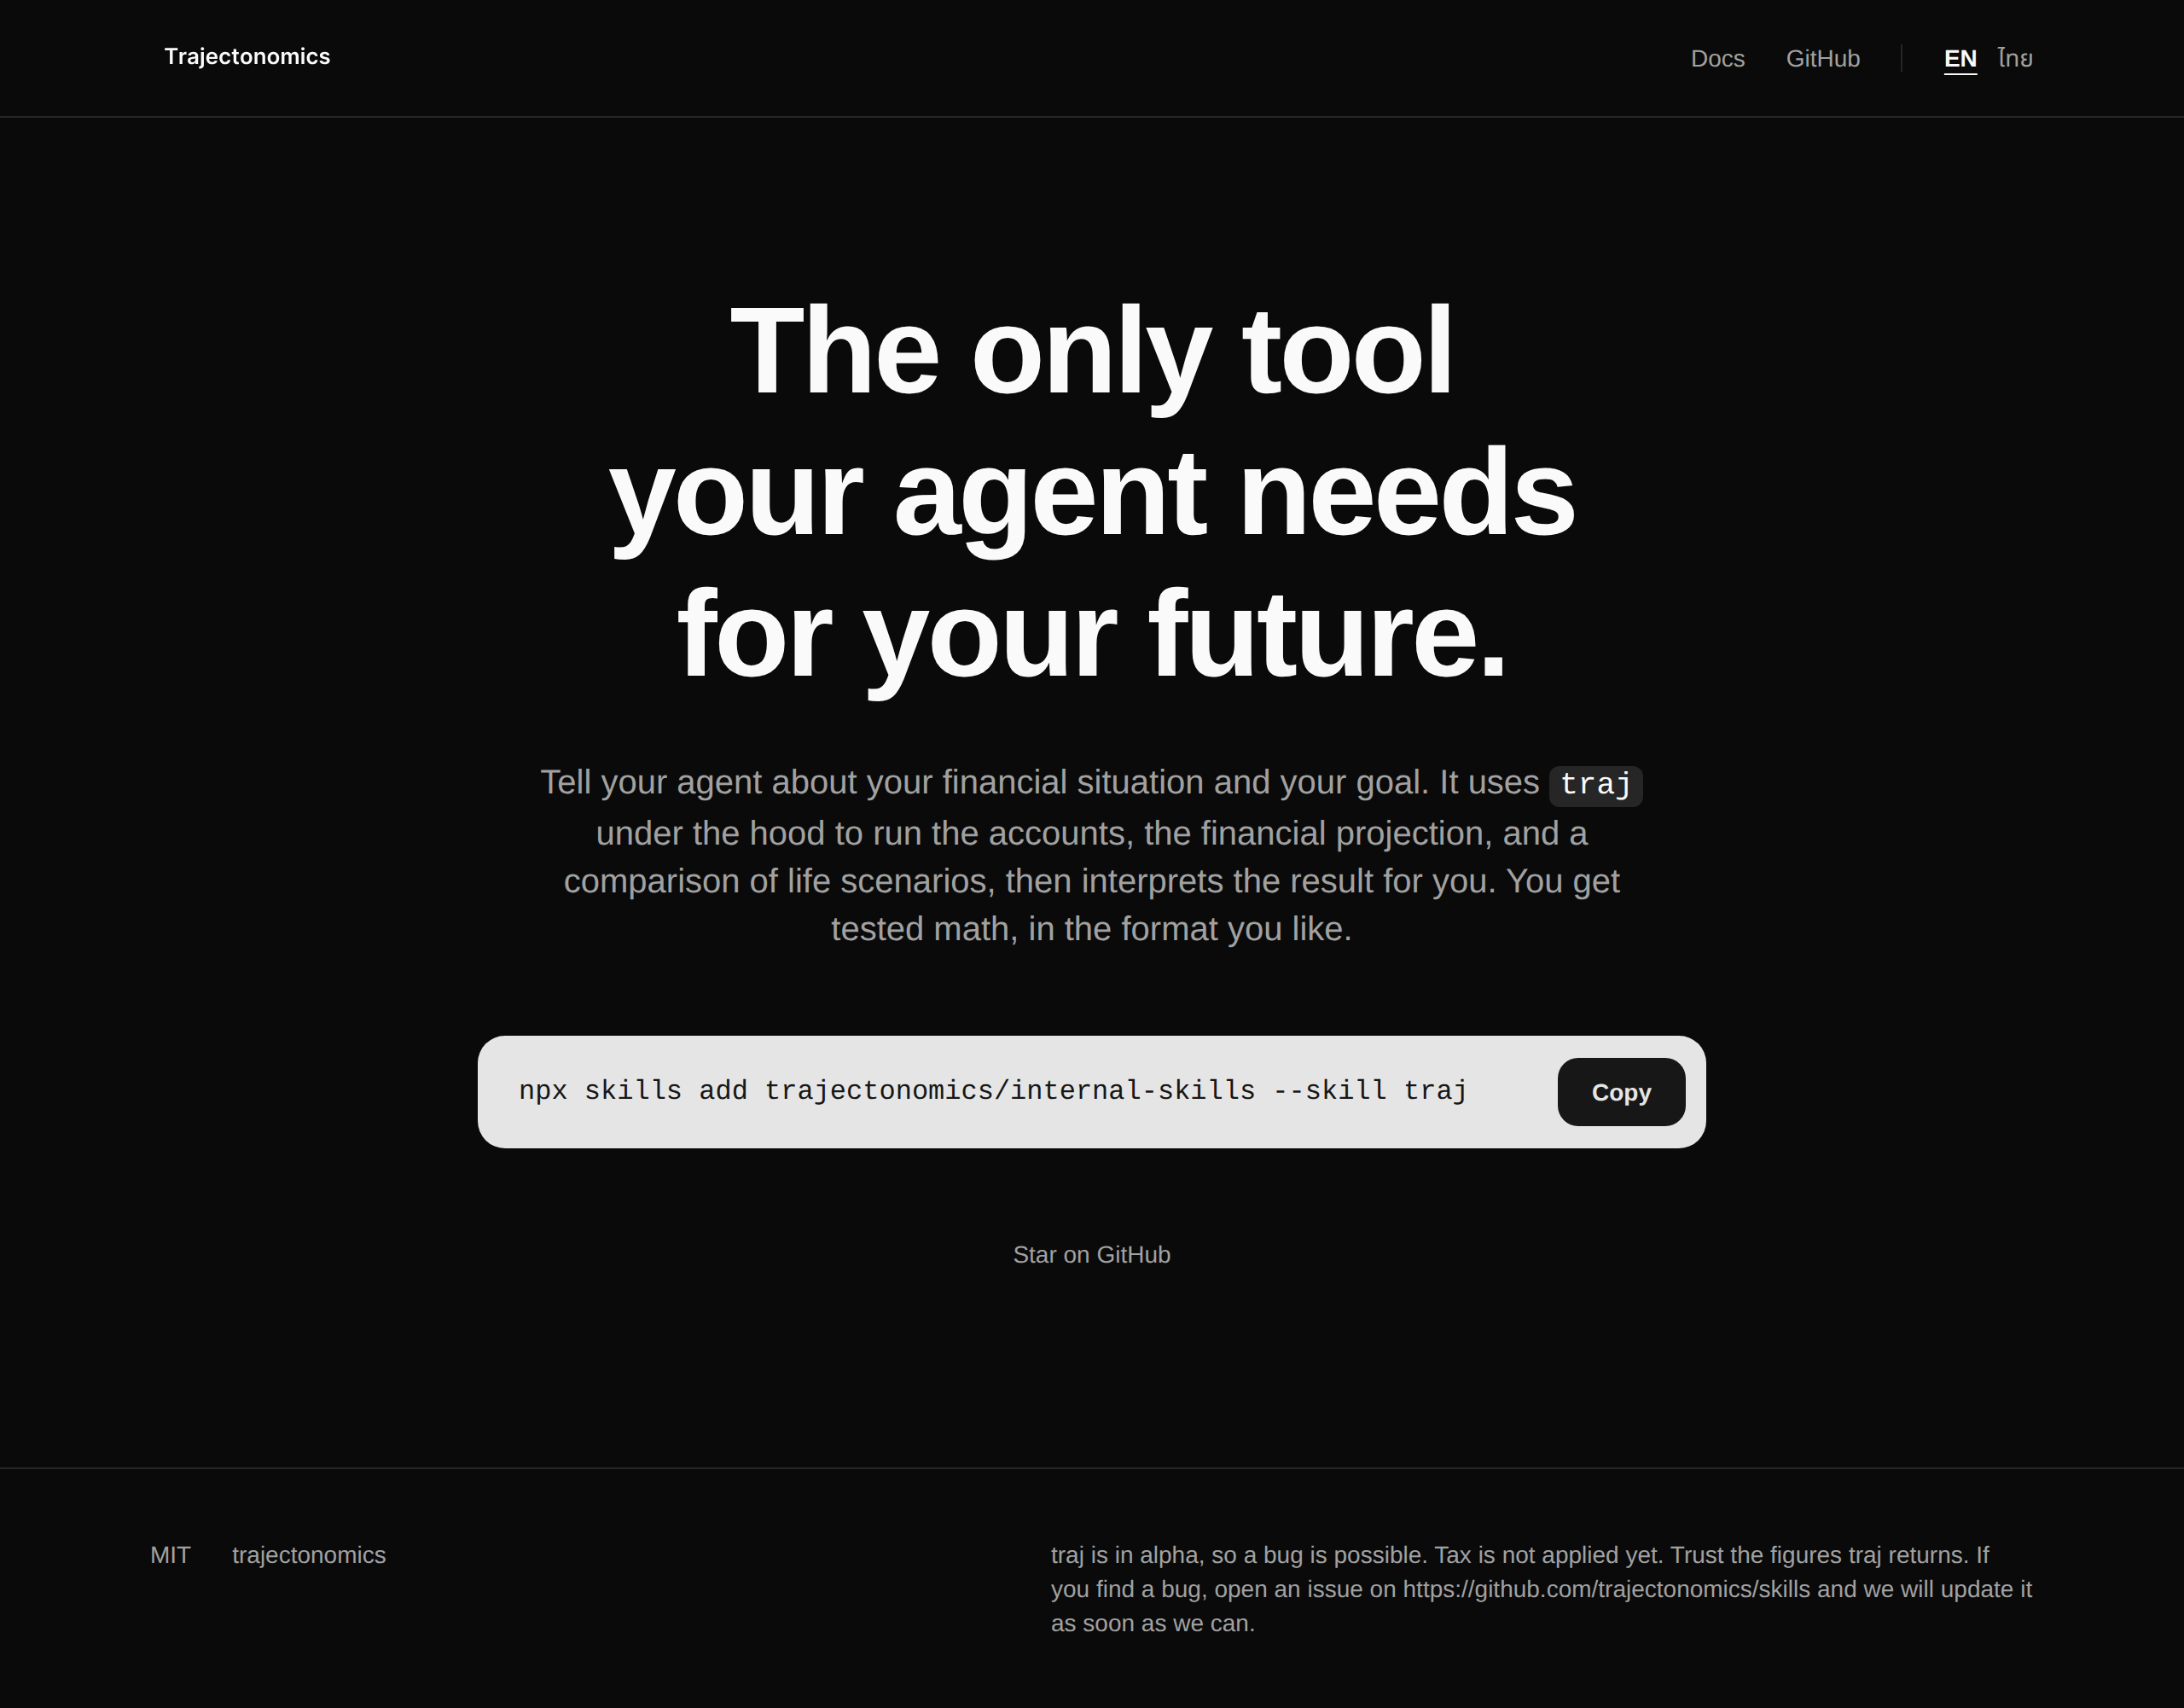 Trajectonomics
Docs GitHub EN ไทย
The only tool
your agent needs
for your future.
Tell your agent about your financial situation and your goal. It uses traj
under the hood to run the accounts, the financial projection, and a
comparison of life scenarios, then interprets the result for you. You get
tested math, in the format you like.
npx skills add trajectonomics/internal-skills --skill traj
Copy
Star on GitHub
MIT trajectonomics
traj is in alpha, so a bug is possible. Tax is not applied yet. Trust the figures traj returns. If
you find a bug, open an issue on https://github.com/trajectonomics/skills and we will update it
as soon as we can.